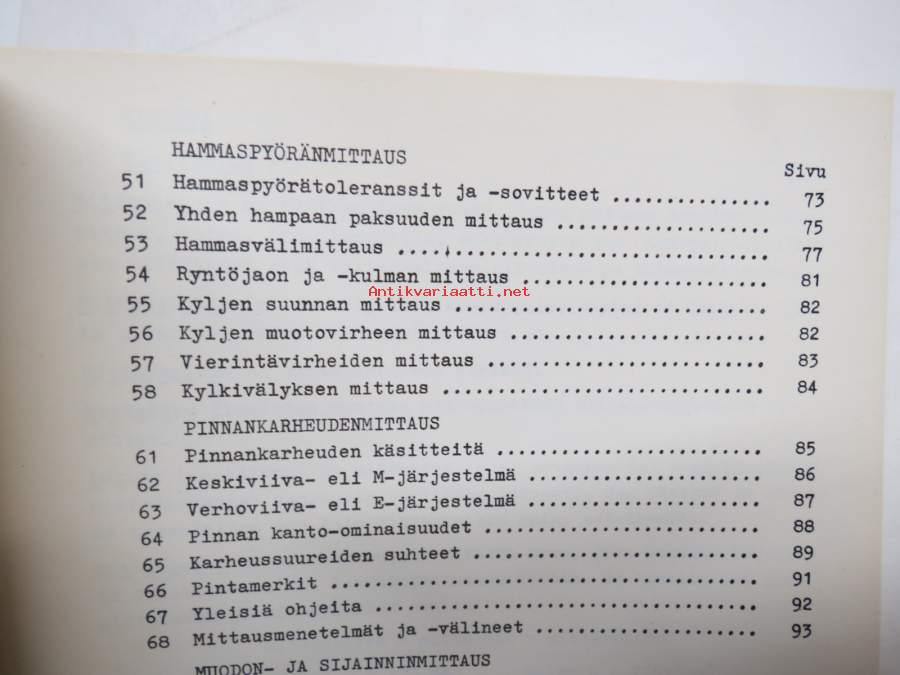 HAMMASPYÖRÄNMITTAUS
Sivu
51 Hammaspyörätoleranssit ja -sovitteet ............... 73
52 Yhden hampaan paksuuden mittaus .................... 75
53 Hammasvälimittaus .................................. 77
54 Ryntöjaon ja -kulman mittaus ....................... 81
Antikvariaatti.net
55 Kyljen suunnan mittaus ............................. 82
56 Kyljen muotovirheen mittaus ........................ 82
57 Vierintävirheiden mittaus .......................... 83
58 Kylkivälyksen mittaus .............................. 84
PINNANKARHEUDENMITTAUS
61 Pinnankarheuden käsitteitä ......................... 85
62 Keskiviiva- eli M-järjestelmä ...................... 86
63 Verhoviiva- eli E-järjestelmä ...................... 87
64 Pinnan kanto-ominaisuudet .......................... 88
65 Karheussuureiden suhteet ........................... 89
66 Pintamerkit ........................................ 91
67 Yleisiä ohjeita .................................... 92
68 Mittausmenetelmät ja -välineet ..................... 93
MUODON- JA SIJAINNINMITTAUS